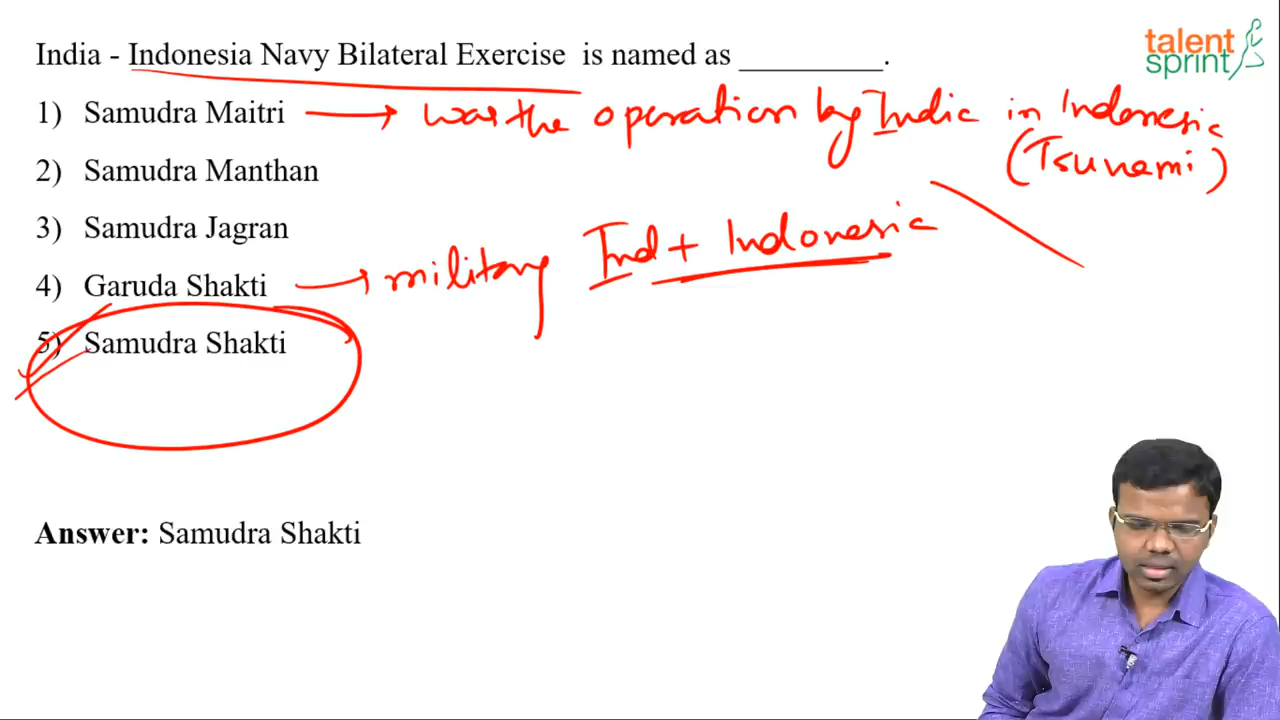 talent
sprint
India - Indonesia Navy Bilateral Exercise is named as _________.
1) Samudra Maitri → was the operation by India in Indonesia
(Tsunami)
2) Samudra Manthan
3) Samudra Jagran
4) Garuda Shakti → military Ind + Indonesia
5) Samudra Shakti
Answer: Samudra Shakti